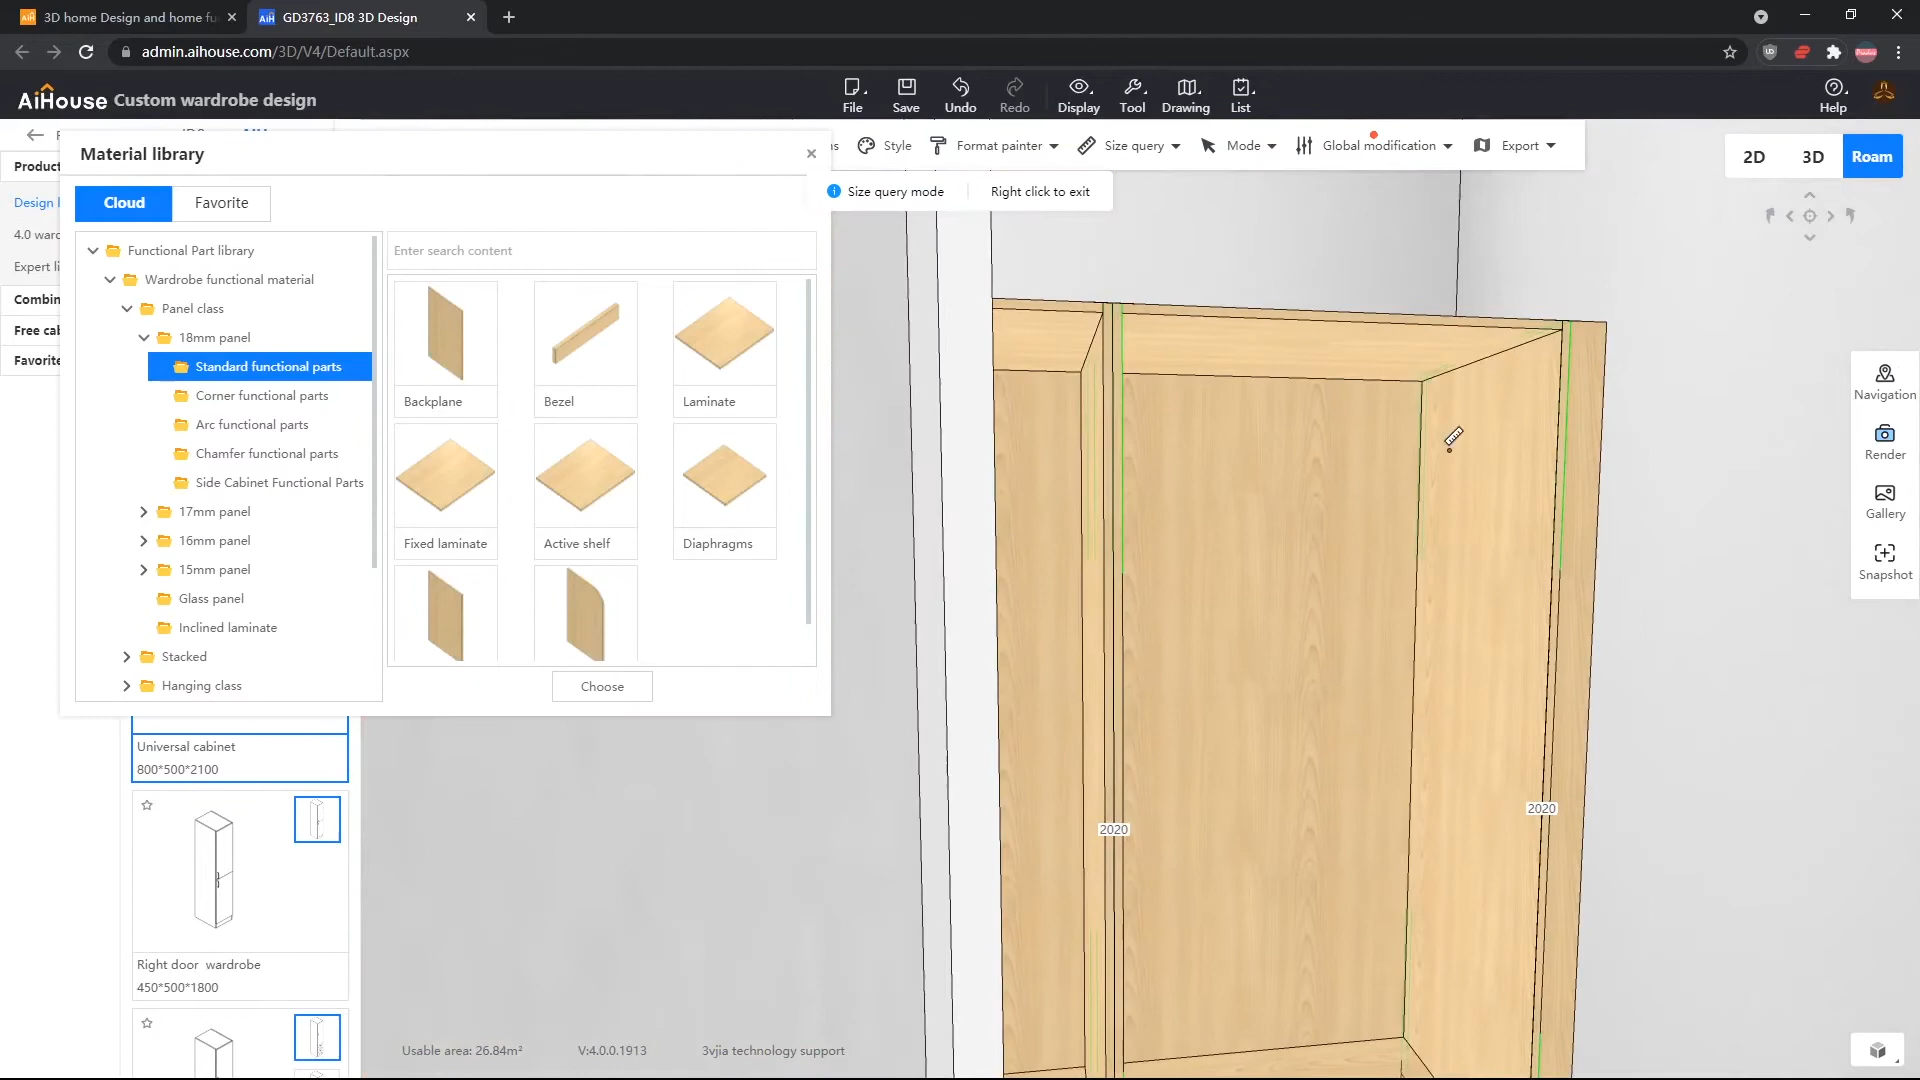 3D home Design and home fu
GD3763_ID8 3D Design
admin.aihouse.com/3D/V4/Default.aspx
AiHouse Custom wardrobe design
File
Save
Undo
Redo
Display
Tool
Drawing
List
Help
Style
Format painter
Size query
Mode
Global modification
Export
Size query mode
Right click to exit
2D
3D
Roam
Produc
Design
4.0 ward
Expert li
Combin
Free cab
Favorite
Material library
Cloud
Favorite
Enter search content
Functional Part library
Wardrobe functional material
Panel class
18mm panel
Standard functional parts
Corner functional parts
Arc functional parts
Chamfer functional parts
Side Cabinet Functional Parts
17mm panel
16mm panel
15mm panel
Glass panel
Inclined laminate
Stacked
Hanging class
Backplane
Bezel
Laminate
Fixed laminate
Active shelf
Diaphragms
Choose
Universal cabinet
800*500*2100
Right door wardrobe
450*500*1800
2020
2020
Navigation
Render
Gallery
Snapshot
Usable area: 26.84m²
V:4.0.0.1913
3vjia technology support